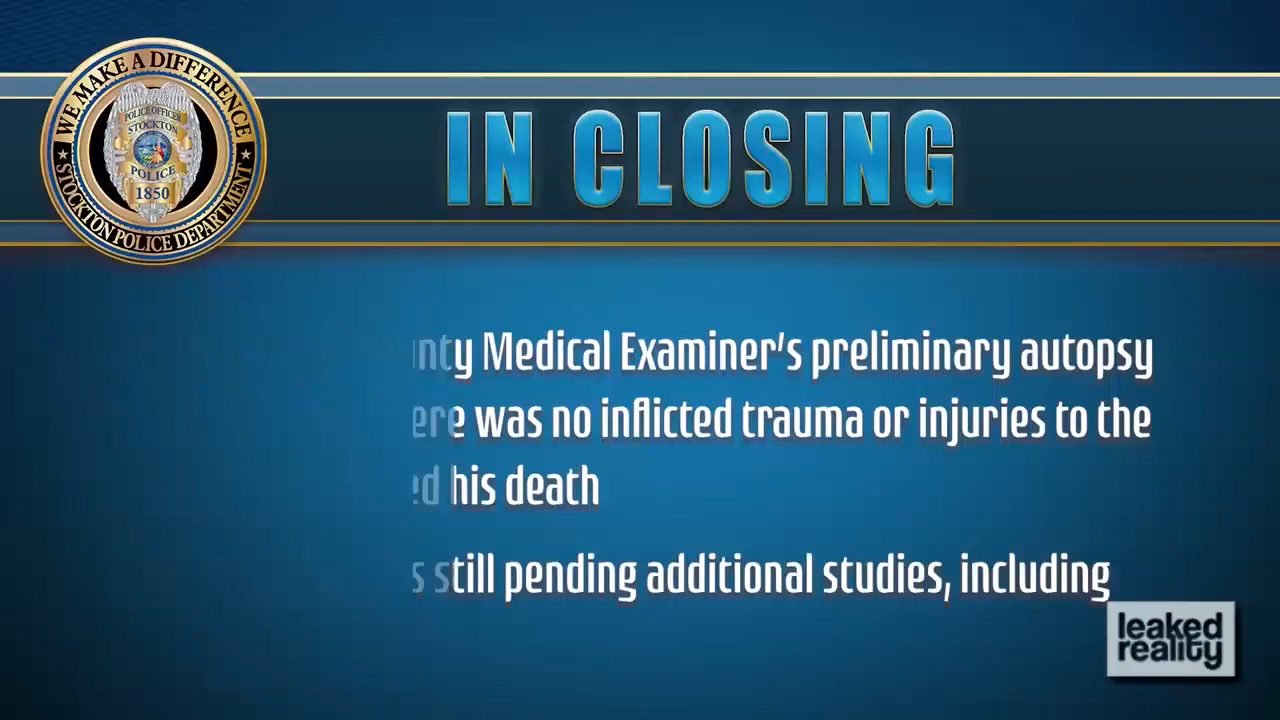 WE MAKE A DIFFERENCE
POLICE OFFICER
STOCKTON
POLICE
1850
STOCKTON POLICE DEPARTMENT
IN CLOSING
Medical Examiner's preliminary autopsy
was no inflicted trauma or injuries to the
his death
still pending additional studies, including
leaked
reality